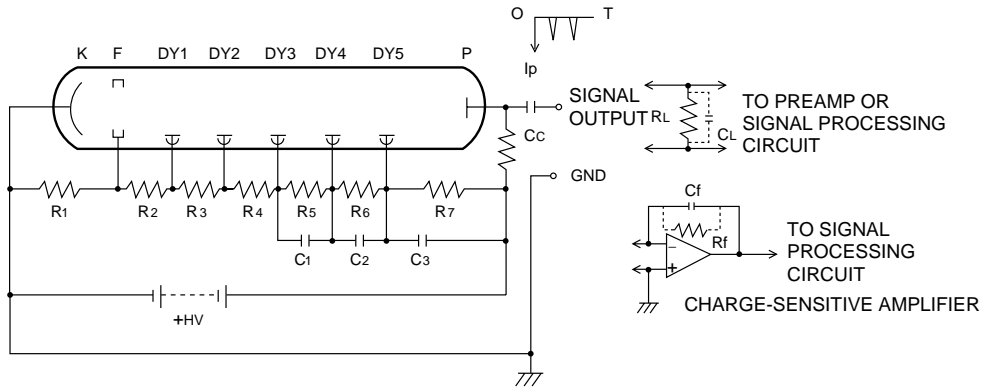 O T
Ip
K F DY1 DY2 DY3 DY4 DY5 P
SIGNAL
OUTPUT
CC
RL
CL
TO PREAMP OR
SIGNAL PROCESSING
CIRCUIT
GND
R1 R2 R3 R4 R5 R6 R7
C1 C2 C3
+HV
Cf
Rf
−
+
TO SIGNAL
PROCESSING
CIRCUIT
CHARGE-SENSITIVE AMPLIFIER